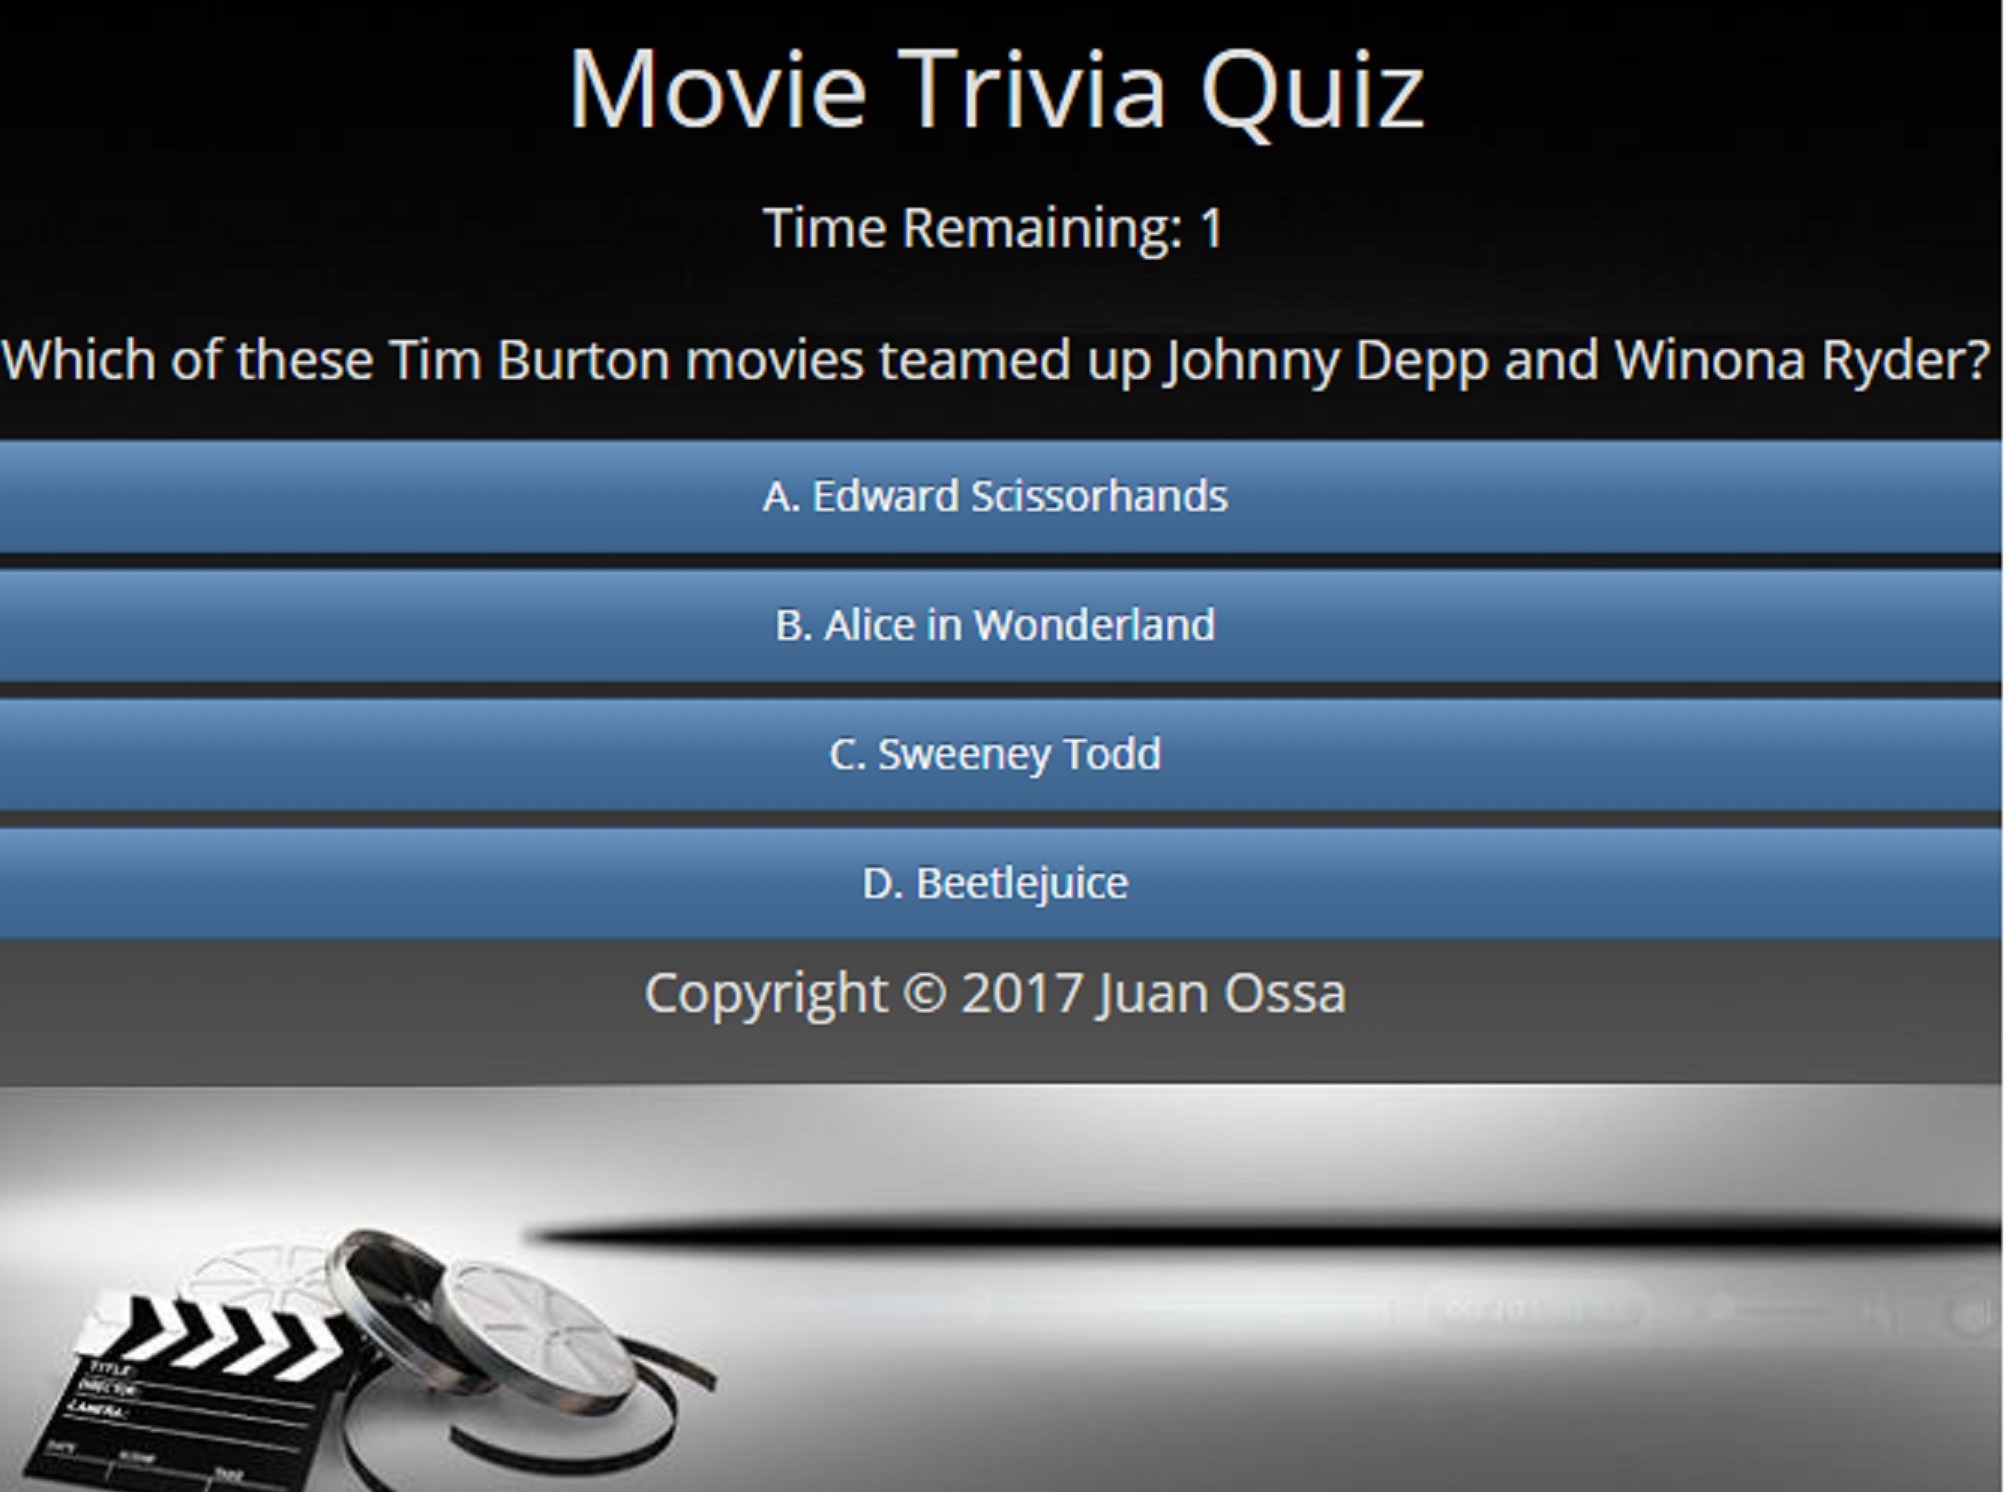 Movie Trivia Quiz
Time Remaining: 1
Which of these Tim Burton movies teamed up Johnny Depp and Winona Ryder?
A. Edward Scissorhands
B. Alice in Wonderland
C. Sweeney Todd
D. Beetlejuice
Copyright © 2017 Juan Ossa
TITLE:
DIRECTOR:
CAMERA:
DATE SCENE TAKE